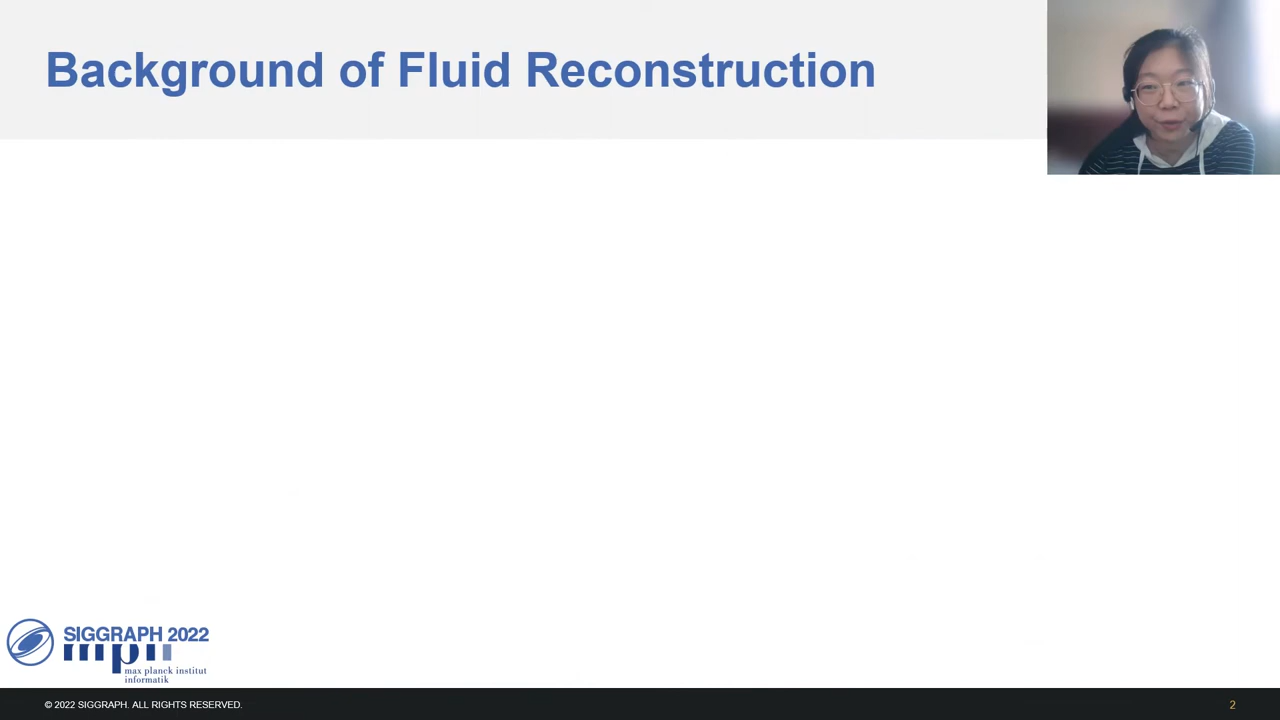 Background of Fluid Reconstruction
SIGGRAPH 2022
mpii
max planck institut
informatik
© 2022 SIGGRAPH. ALL RIGHTS RESERVED.
2